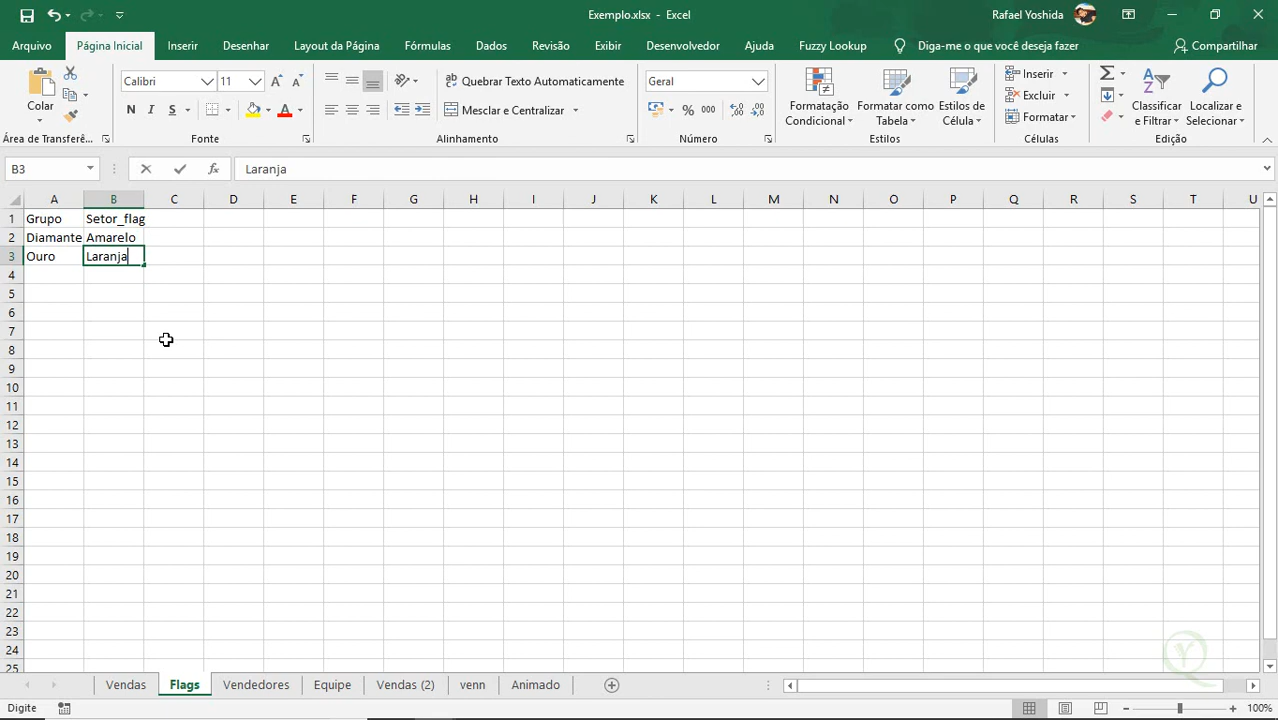 Exemplo.xlsx - Excel
Rafael Yoshida
Arquivo Página Inicial Inserir Desenhar Layout da Página Fórmulas Dados Revisão Exibir Desenvolvedor Ajuda Fuzzy Lookup Diga-me o que você deseja fazer Compartilhar
Colar
Área de Transferê...
Calibri 11
N I S
Fonte
Quebrar Texto Automaticamente
Mesclar e Centralizar
Alinhamento
Geral
% 000
Número
Formatação Condicional
Formatar como Tabela
Estilos de Célula
Estilos
Inserir
Excluir
Formatar
Células
Classificar e Filtrar
Localizar e Selecionar
Edição
B3 fx Laranja
A B C D E F G H I J K L M N O P Q R S T U
1 Grupo Setor_flag
2 Diamante Amarelo
3 Ouro Laranja
4
5
6
7
8
9
10
11
12
13
14
15
16
17
18
19
20
21
22
23
24
25
Vendas Flags Vendedores Equipe Vendas (2) venn Animado
Digite 100%